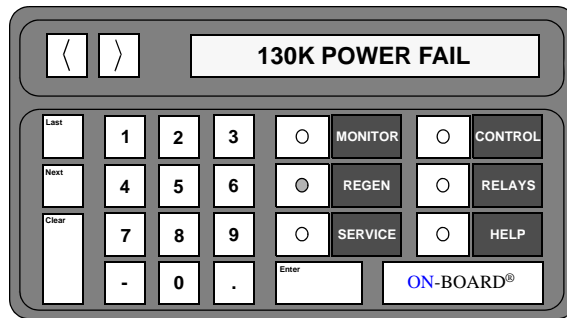 〈 〉 130K POWER FAIL
Last 1 2 3 MONITOR CONTROL
Next 4 5 6 REGEN RELAYS
Clear 7 8 9 SERVICE HELP
- 0 . Enter ON-BOARD®